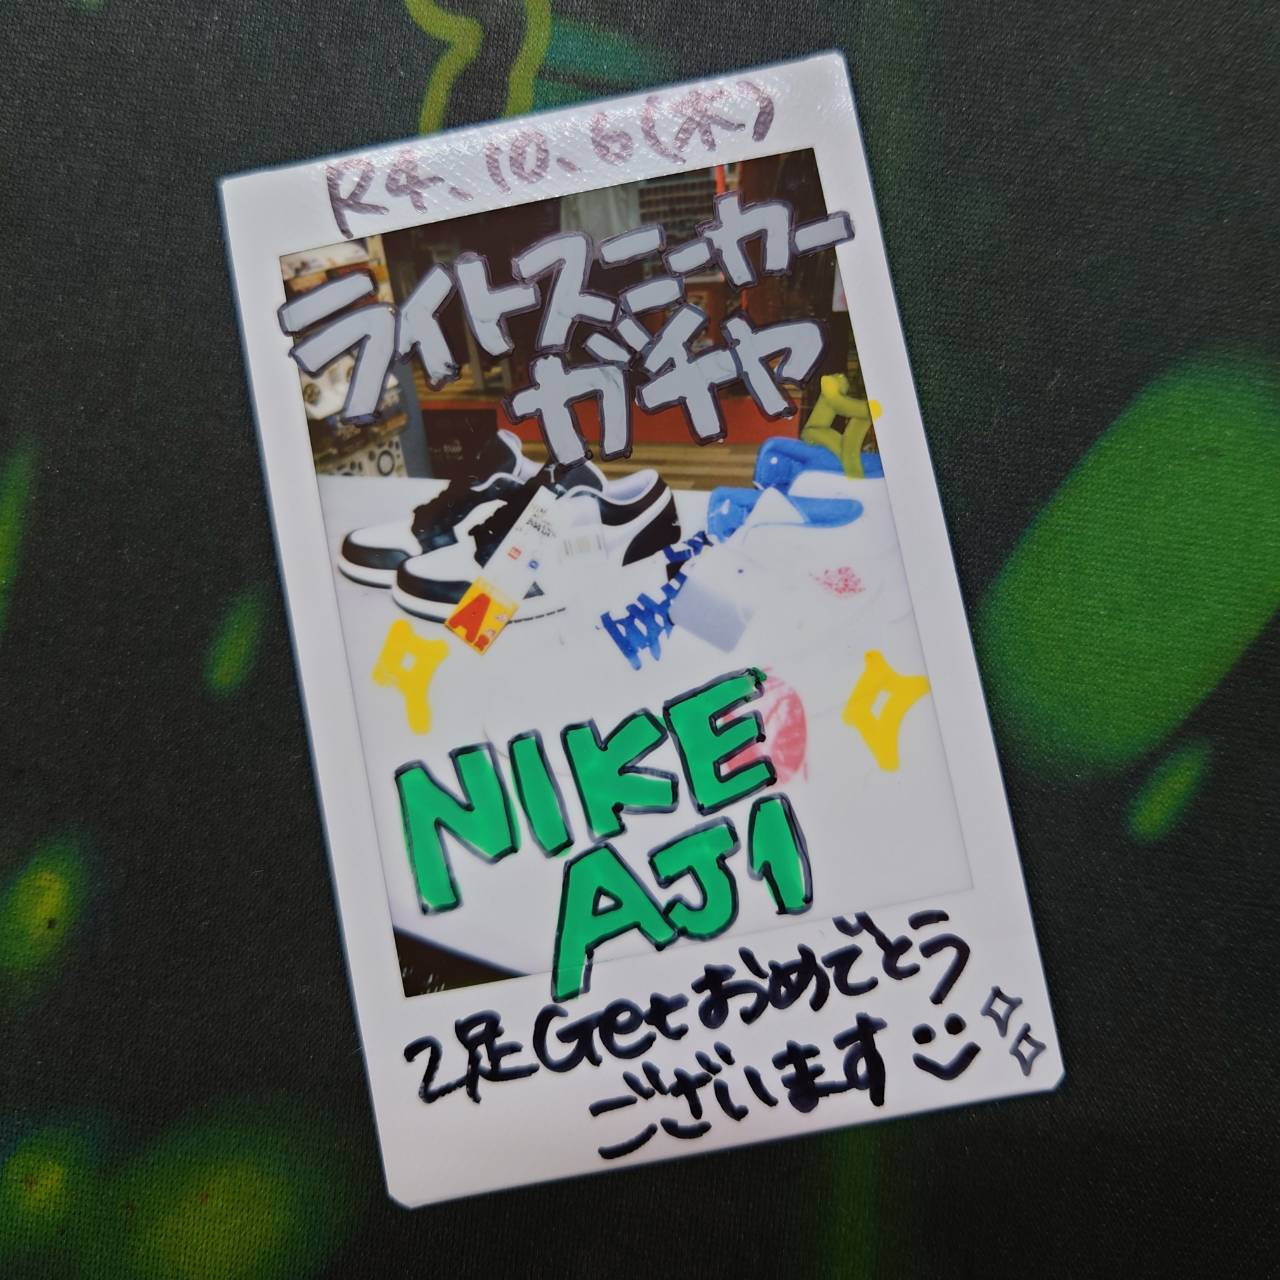 R4.10.6(木)
ライトスニーカー
ガチャ
A
NIKE
AJ1
2足Getおめでとう
ございます